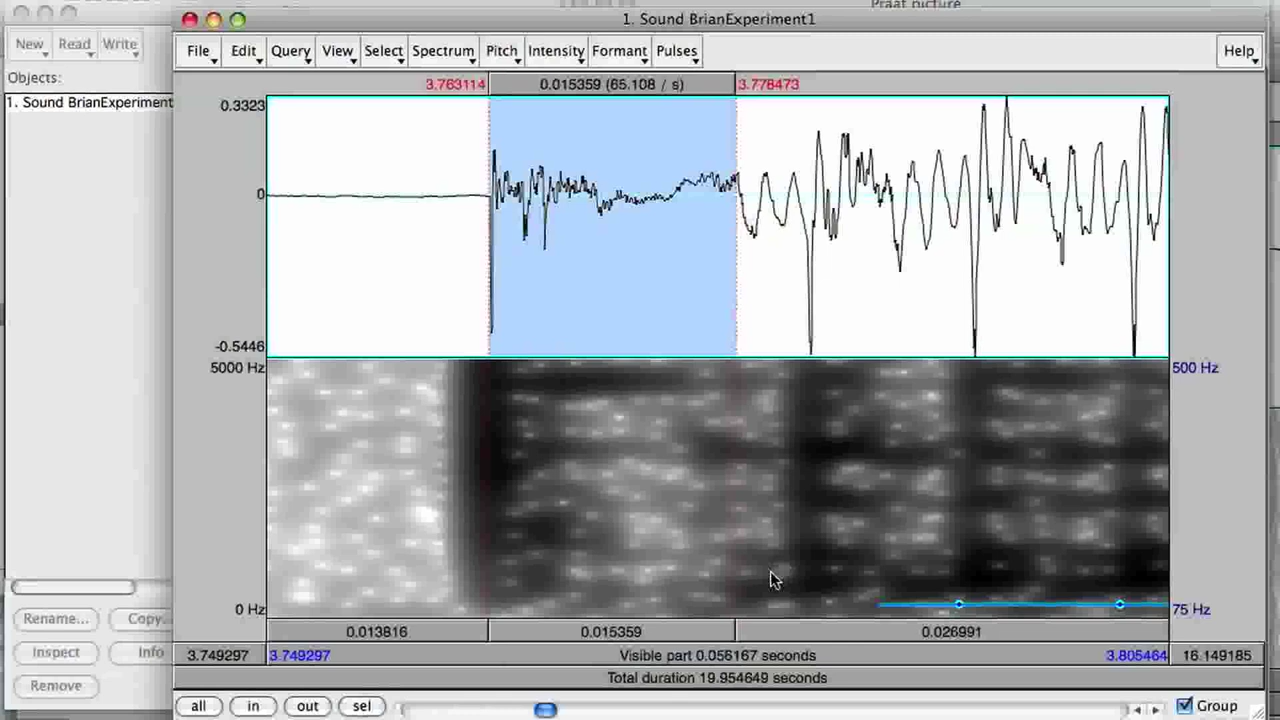 Praat picture
1. Sound BrianExperiment1
New Read Write
File Edit Query View Select Spectrum Pitch Intensity Formant Pulses Help
Objects:
1. Sound BrianExperiment
3.763114 0.015359 (65.108 / s) 3.778473
0.3323
0
-0.5446
5000 Hz 500 Hz
0 Hz 75 Hz
Rename... Copy...
0.013816 0.015359 0.026991
Inspect Info
3.749297 3.749297 Visible part 0.056167 seconds 3.805464 16.149185
Total duration 19.954649 seconds
Remove
all in out sel Group